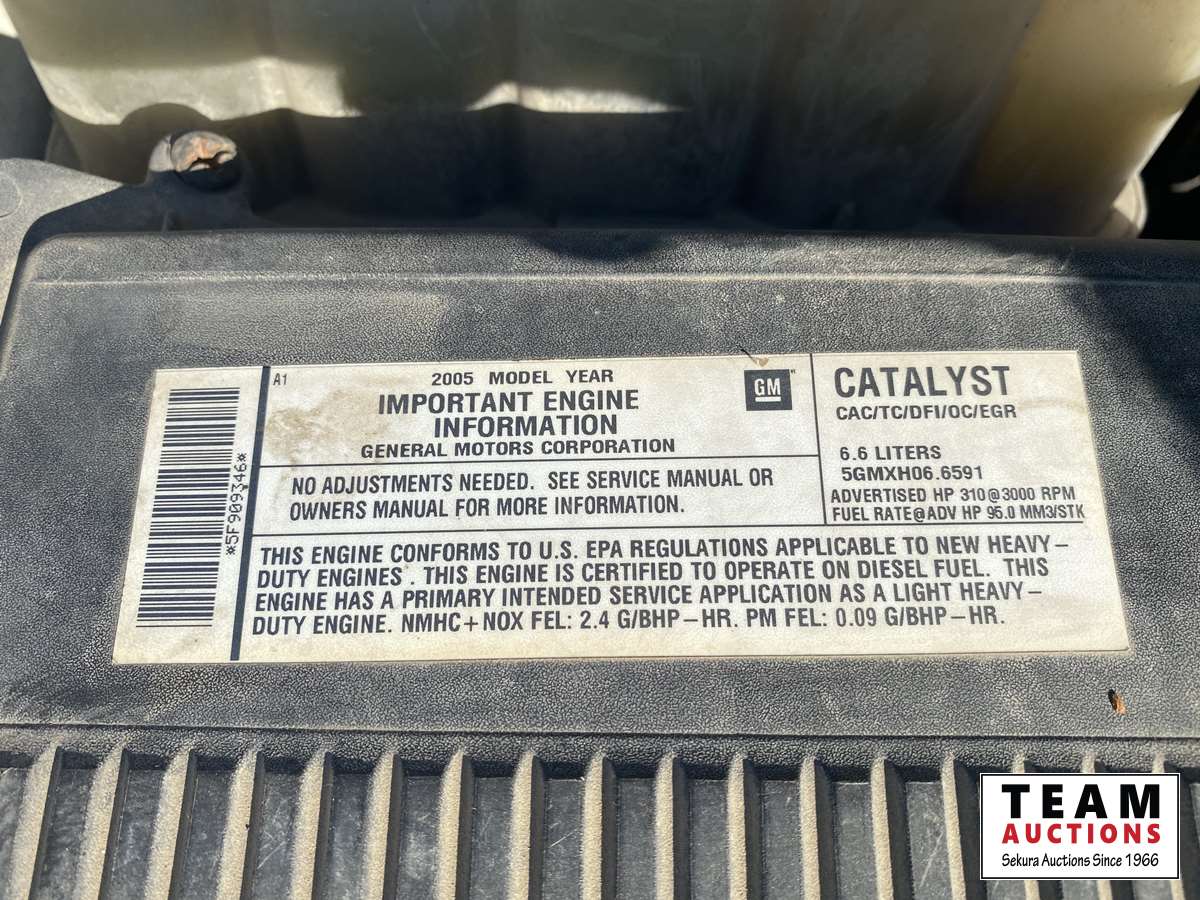 *5F909346*
A1
2005 MODEL YEAR
IMPORTANT ENGINE
INFORMATION
GENERAL MOTORS CORPORATION
GM
NO ADJUSTMENTS NEEDED. SEE SERVICE MANUAL OR
OWNERS MANUAL FOR MORE INFORMATION.
CATALYST
CAC/TC/DFI/OC/EGR
6.6 LITERS
5GMXH06.6591
ADVERTISED HP 310@3000 RPM
FUEL RATE@ADV HP 95.0 MM3/STK
THIS ENGINE CONFORMS TO U.S. EPA REGULATIONS APPLICABLE TO NEW HEAVY-
DUTY ENGINES . THIS ENGINE IS CERTIFIED TO OPERATE ON DIESEL FUEL. THIS
ENGINE HAS A PRIMARY INTENDED SERVICE APPLICATION AS A LIGHT HEAVY-
DUTY ENGINE. NMHC+NOX FEL: 2.4 G/BHP-HR. PM FEL: 0.09 G/BHP-HR.
TEAM
AUCTIONS
Sekura Auctions Since 1966